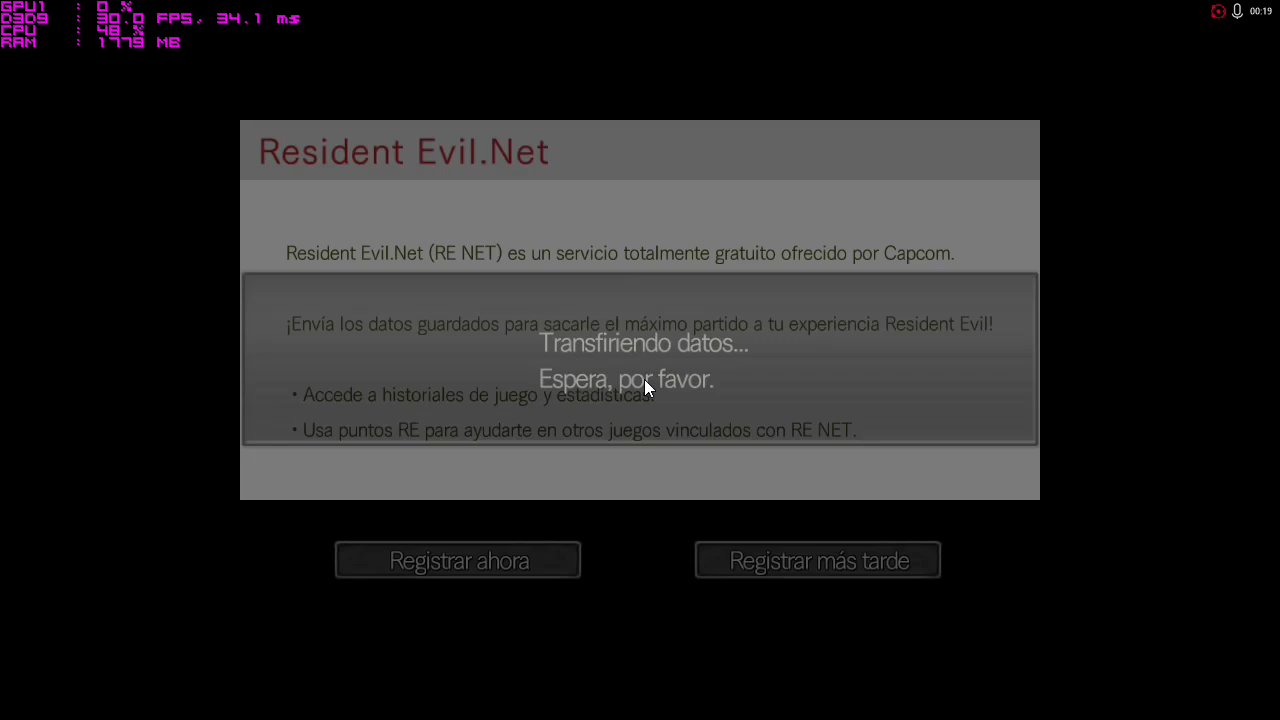 GPU1 : 0 %
D3D9 : 30.0 FPS, 34.1 ms
CPU : 48 %
RAM : 1779 MB
00:19
Resident Evil.Net
Resident Evil.Net (RE NET) es un servicio totalmente gratuito ofrecido por Capcom.
¡Envía los datos guardados para sacarle el máximo partido a tu experiencia Resident Evil!
Transfiriendo datos...
Espera, por favor.
• Accede a historiales de juego y estadísticas.
• Usa puntos RE para ayudarte en otros juegos vinculados con RE NET.
Registrar ahora
Registrar más tarde